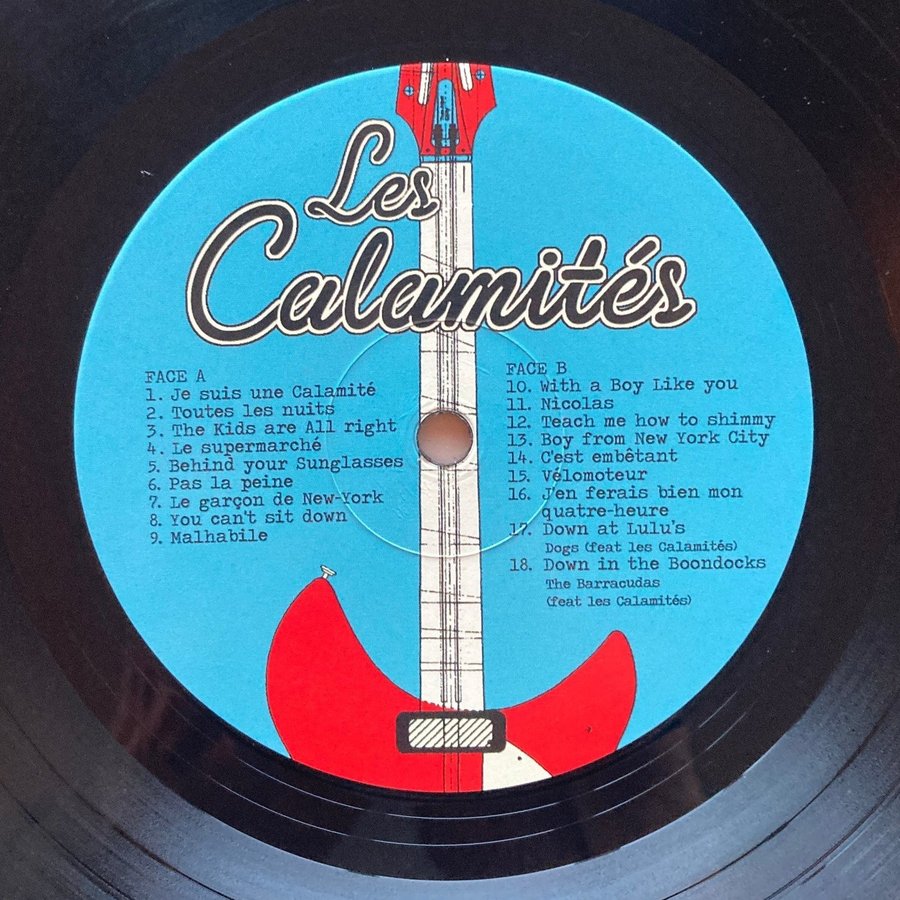 Les
Calamités
FACE A
1. Je suis une Calamité
2. Toutes les nuits
3. The Kids are All right
4. Le supermarché
5. Behind your Sunglasses
6. Pas la peine
7. Le garçon de New-York
8. You can't sit down
9. Malhabile
FACE B
10. With a Boy Like you
11. Nicolas
12. Teach me how to shimmy
13. Boy from New York City
14. C'est embêtant
15. Vélomoteur
16. J'en ferais bien mon
quatre-heure
17. Down at Lulu's
Dogs (feat les Calamités)
18. Down in the Boondocks
The Barracudas
(feat les Calamités)